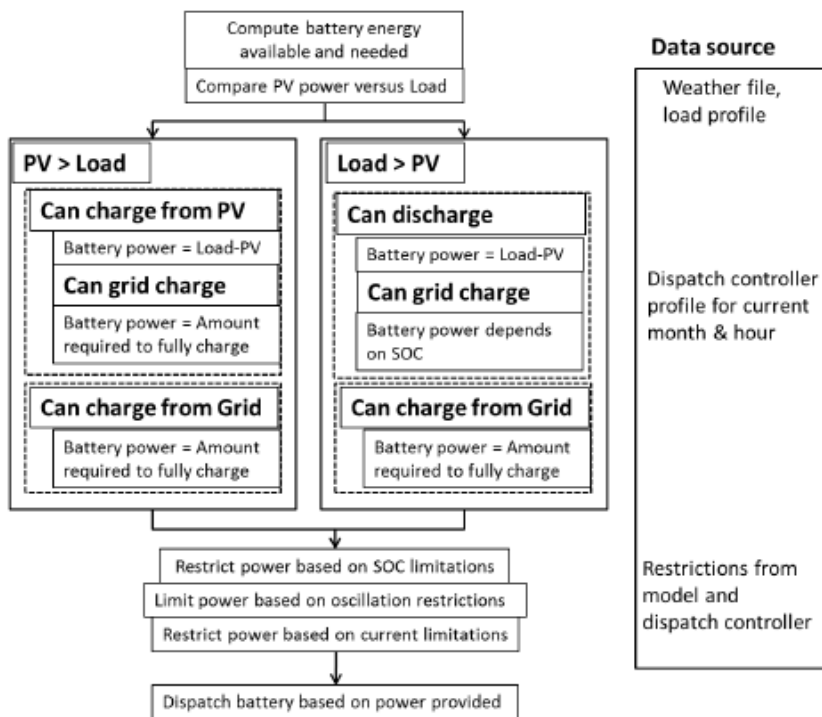 Compute battery energy
available and needed
Compare PV power versus Load
PV > Load
Can charge from PV
Battery power = Load-PV
Can grid charge
Battery power = Amount
required to fully charge
Can charge from Grid
Battery power = Amount
required to fully charge
Load > PV
Can discharge
Battery power = Load-PV
Can grid charge
Battery power depends
on SOC
Can charge from Grid
Battery power = Amount
required to fully charge
Restrict power based on SOC limitations
Limit power based on oscillation restrictions
Restrict power based on current limitations
Dispatch battery based on power provided
Data source
Weather file,
load profile
Dispatch controller
profile for current
month & hour
Restrictions from
model and
dispatch controller